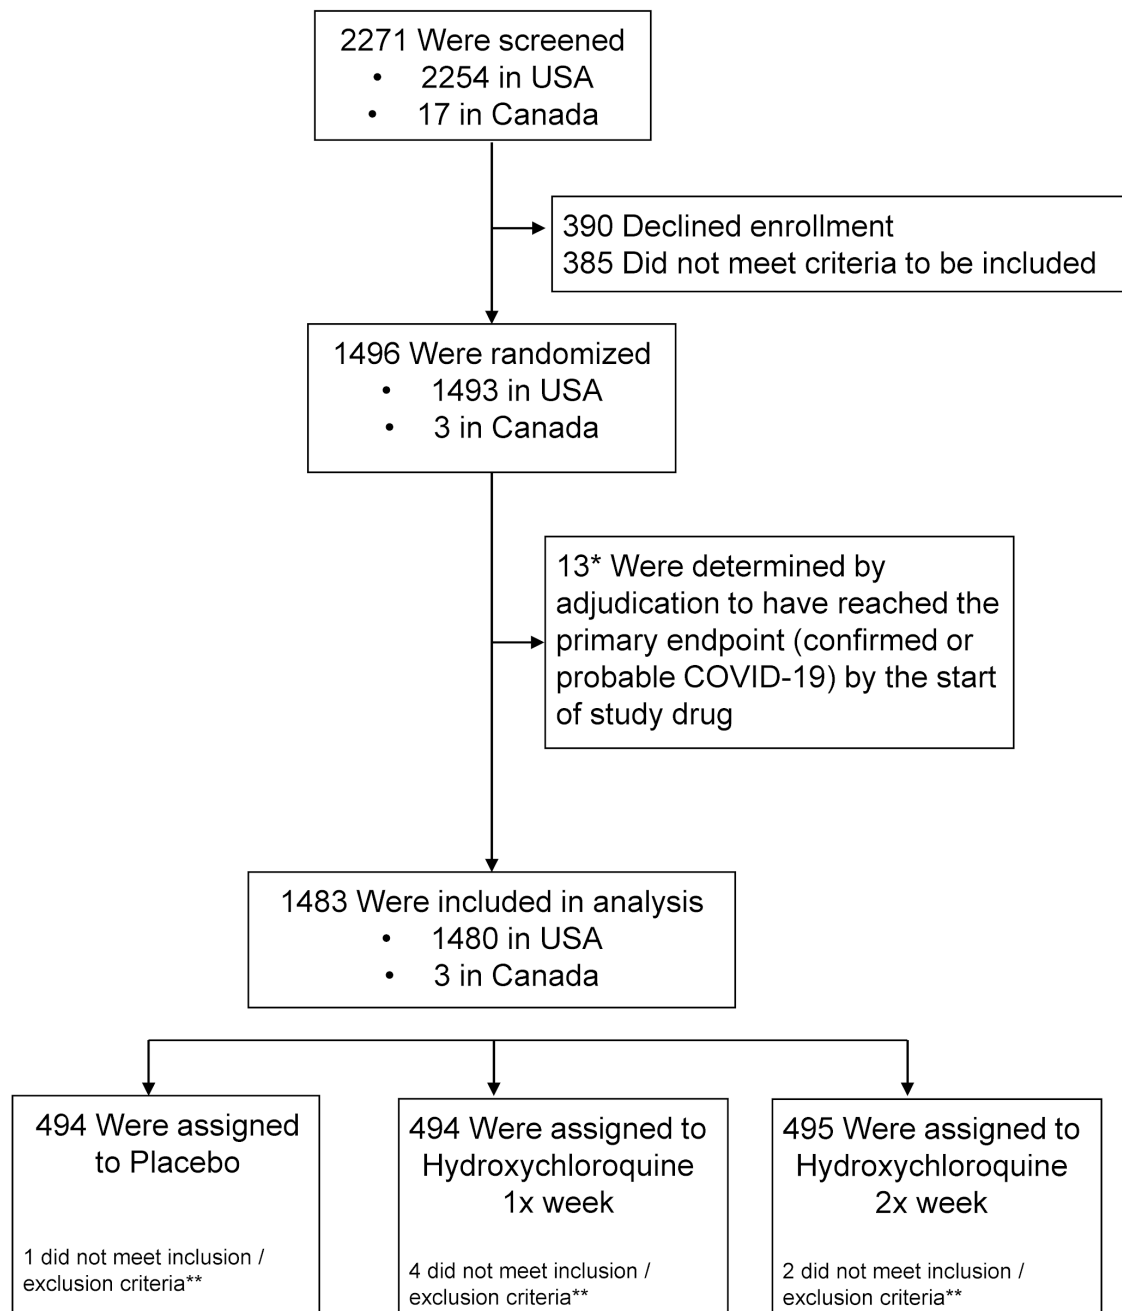 2271 Were screened
• 2254 in USA
• 17 in Canada
390 Declined enrollment
385 Did not meet criteria to be included
1496 Were randomized
• 1493 in USA
• 3 in Canada
13* Were determined by
adjudication to have reached the
primary endpoint (confirmed or
probable COVID-19) by the start
of study drug
1483 Were included in analysis
• 1480 in USA
• 3 in Canada
494 Were assigned
to Placebo
1 did not meet inclusion /
exclusion criteria**
494 Were assigned to
Hydroxychloroquine
1x week
4 did not meet inclusion /
exclusion criteria**
495 Were assigned to
Hydroxychloroquine
2x week
2 did not meet inclusion /
exclusion criteria**